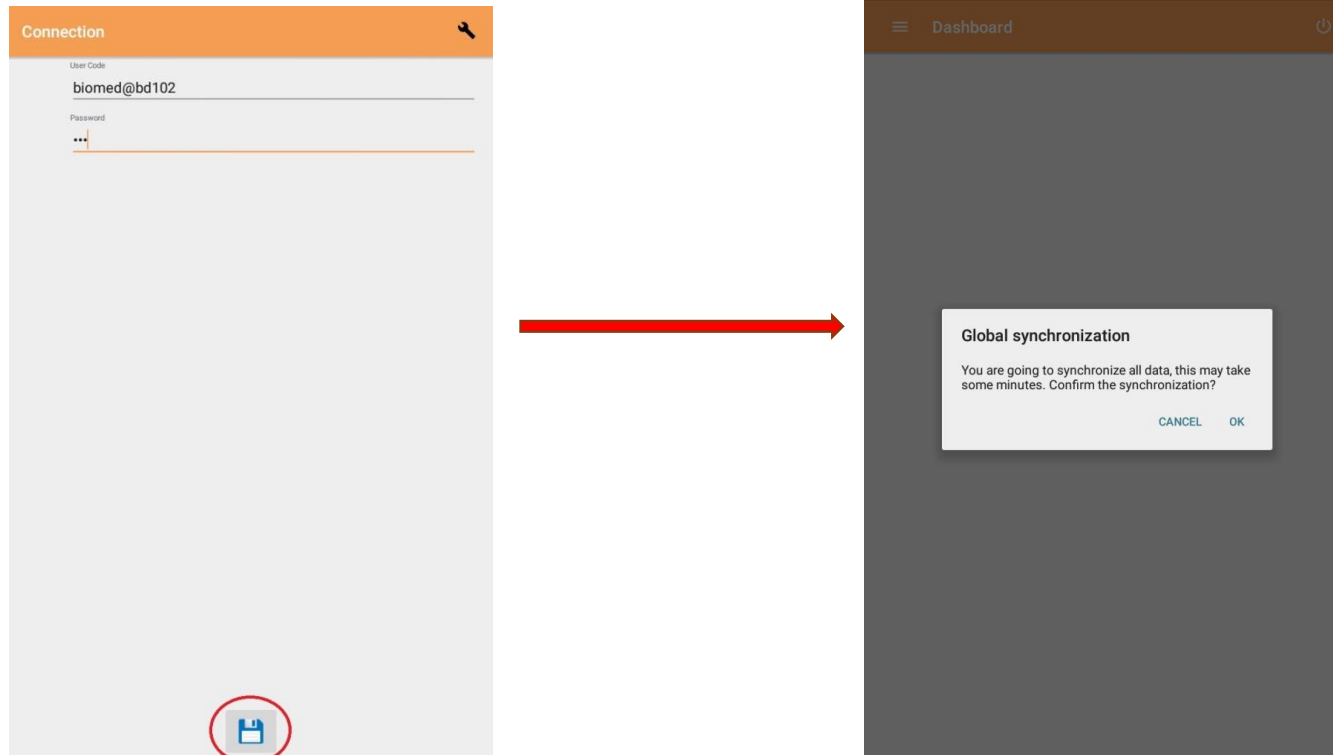 Connection
User Code
biomed@bd102
Password
•••
Dashboard
Global synchronization
You are going to synchronize all data, this may take
some minutes. Confirm the synchronization?
CANCEL OK